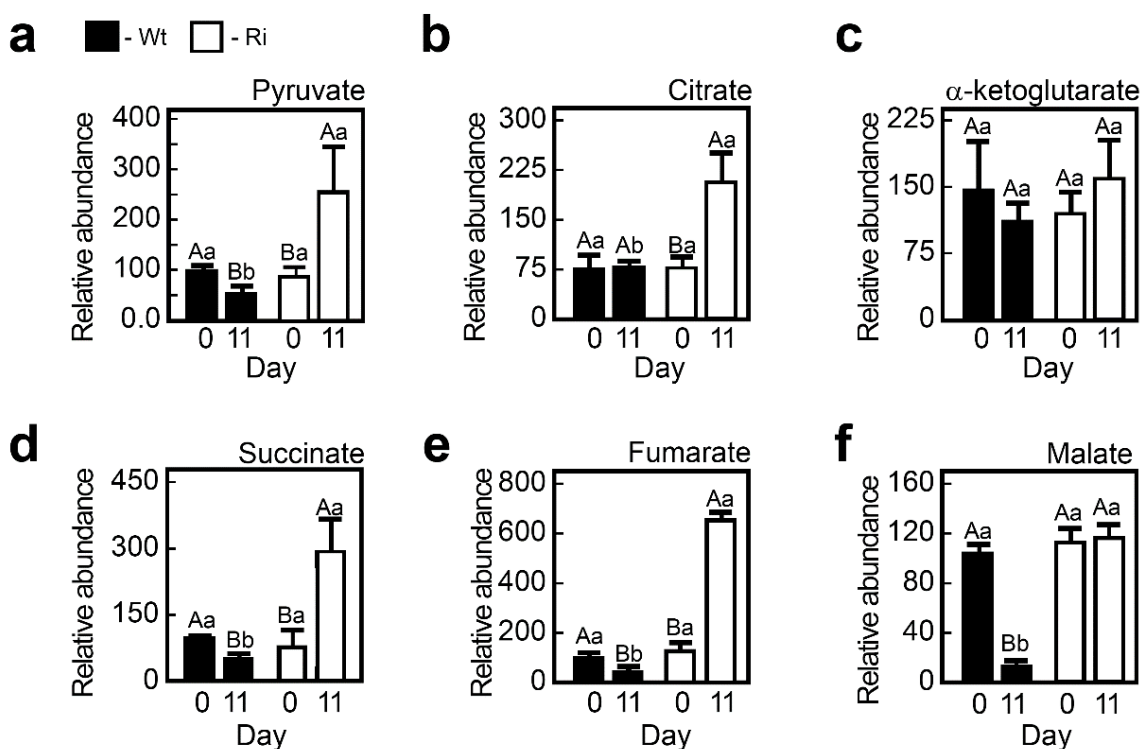 a - Wt - Ri
Pyruvate
Relative abundance
400
300
200
100
0.0
Aa
Bb
Ba
Aa
0 11 0 11
Day
b
Citrate
Relative abundance
300
225
150
75
0
Aa
Ab
Ba
Aa
0 11 0 11
Day
c
α-ketoglutarate
Relative abundance
225
150
75
0
Aa
Aa
Aa
Aa
0 11 0 11
Day
d
Succinate
Relative abundance
450
300
150
0
Aa
Bb
Ba
Aa
0 11 0 11
Day
e
Fumarate
Relative abundance
800
600
400
200
0
Aa
Bb
Ba
Aa
0 11 0 11
Day
f
Malate
Relative abundance
160
120
80
40
0
Aa
Bb
Aa
Aa
0 11 0 11
Day